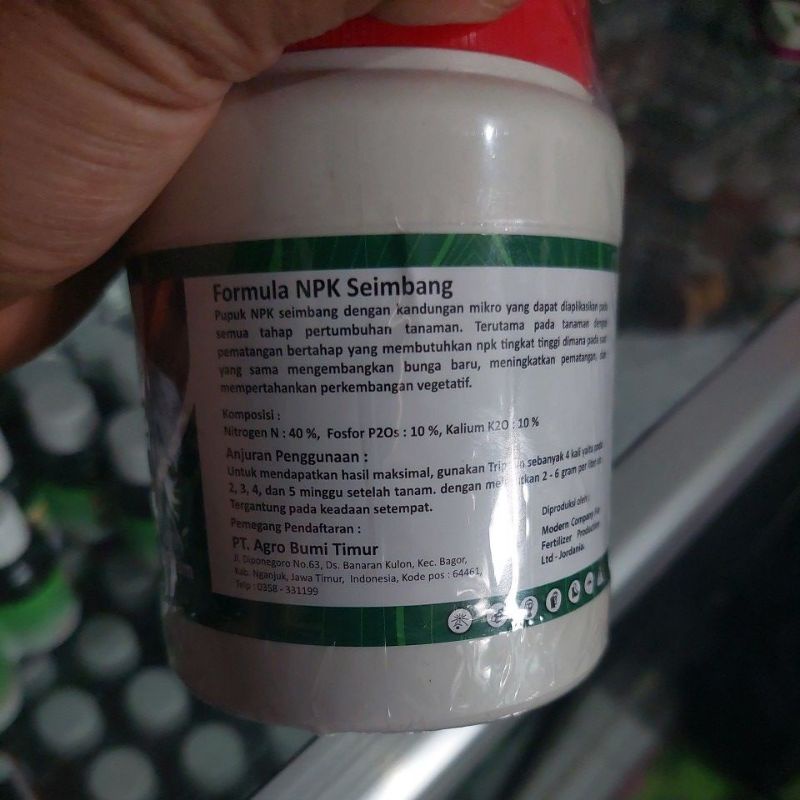 Formula NPK Seimbang
Pupuk NPK seimbang dengan kandungan mikro yang dapat diaplikasikan pada
semua tahap pertumbuhan tanaman. Terutama pada tanaman dengan
pematangan bertahap yang membutuhkan npk tingkat tinggi dimana pada saat
yang sama mengembangkan bunga baru, meningkatkan pematangan, dan
mempertahankan perkembangan vegetatif.
Komposisi :
Nitrogen N : 40 %, Fosfor P2Os : 10 %, Kalium K2O : 10 %
Anjuran Penggunaan :
Untuk mendapatkan hasil maksimal, gunakan sebanyak 4 kali yaitu pada
2, 3, 4, dan 5 minggu setelah tanam. dengan 2 - 6 gram per liter
Tergantung pada keadaan setempat.
Pemegang Pendaftaran :
PT. Agro Bumi Timur
Jl. Diponegoro No.63, Ds. Banaran Kulon, Kec. Bagor,
Kab. Nganjuk, Jawa Timur, Indonesia, Kode pos : 64461,
Telp : 0358 - 331199
Diproduksi oleh :
Modern Company For
Fertilizer Production
Ltd - Jordania.